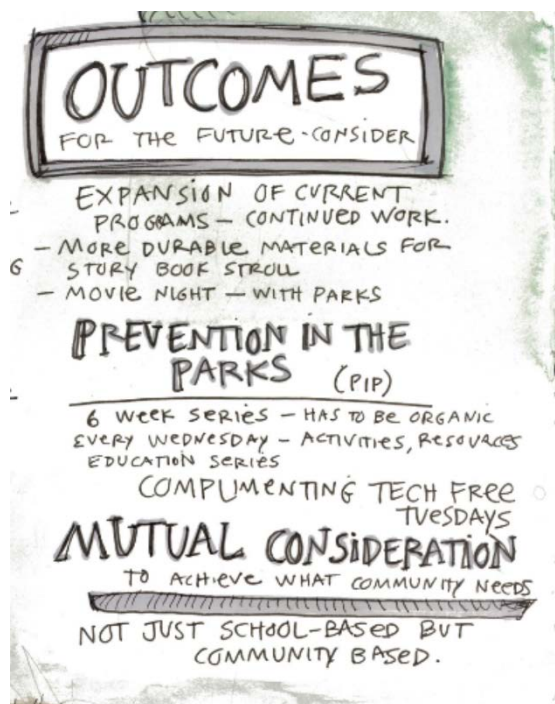 OUTCOMES
FOR THE FUTURE - CONSIDER
EXPANSION OF CURRENT
PROGRAMS - CONTINUED WORK.
- MORE DURABLE MATERIALS FOR
G STORY BOOK STROLL
- MOVIE NIGHT - WITH PARKS
PREVENTION IN THE
PARKS (PIP)
6 WEEK SERIES - HAS TO BE ORGANIC
EVERY WEDNESDAY - ACTIVITIES, RESOURCES
EDUCATION SERIES
COMPLIMENTING TECH FREE
TUESDAYS
MUTUAL CONSIDERATION
TO ACHIEVE WHAT COMMUNITY NEEDS
NOT JUST SCHOOL-BASED BUT
COMMUNITY BASED.